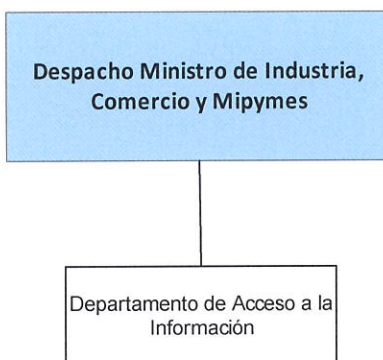 Despacho Ministro de Industria,
Comercio y Mipymes
Departamento de Acceso a la
Información